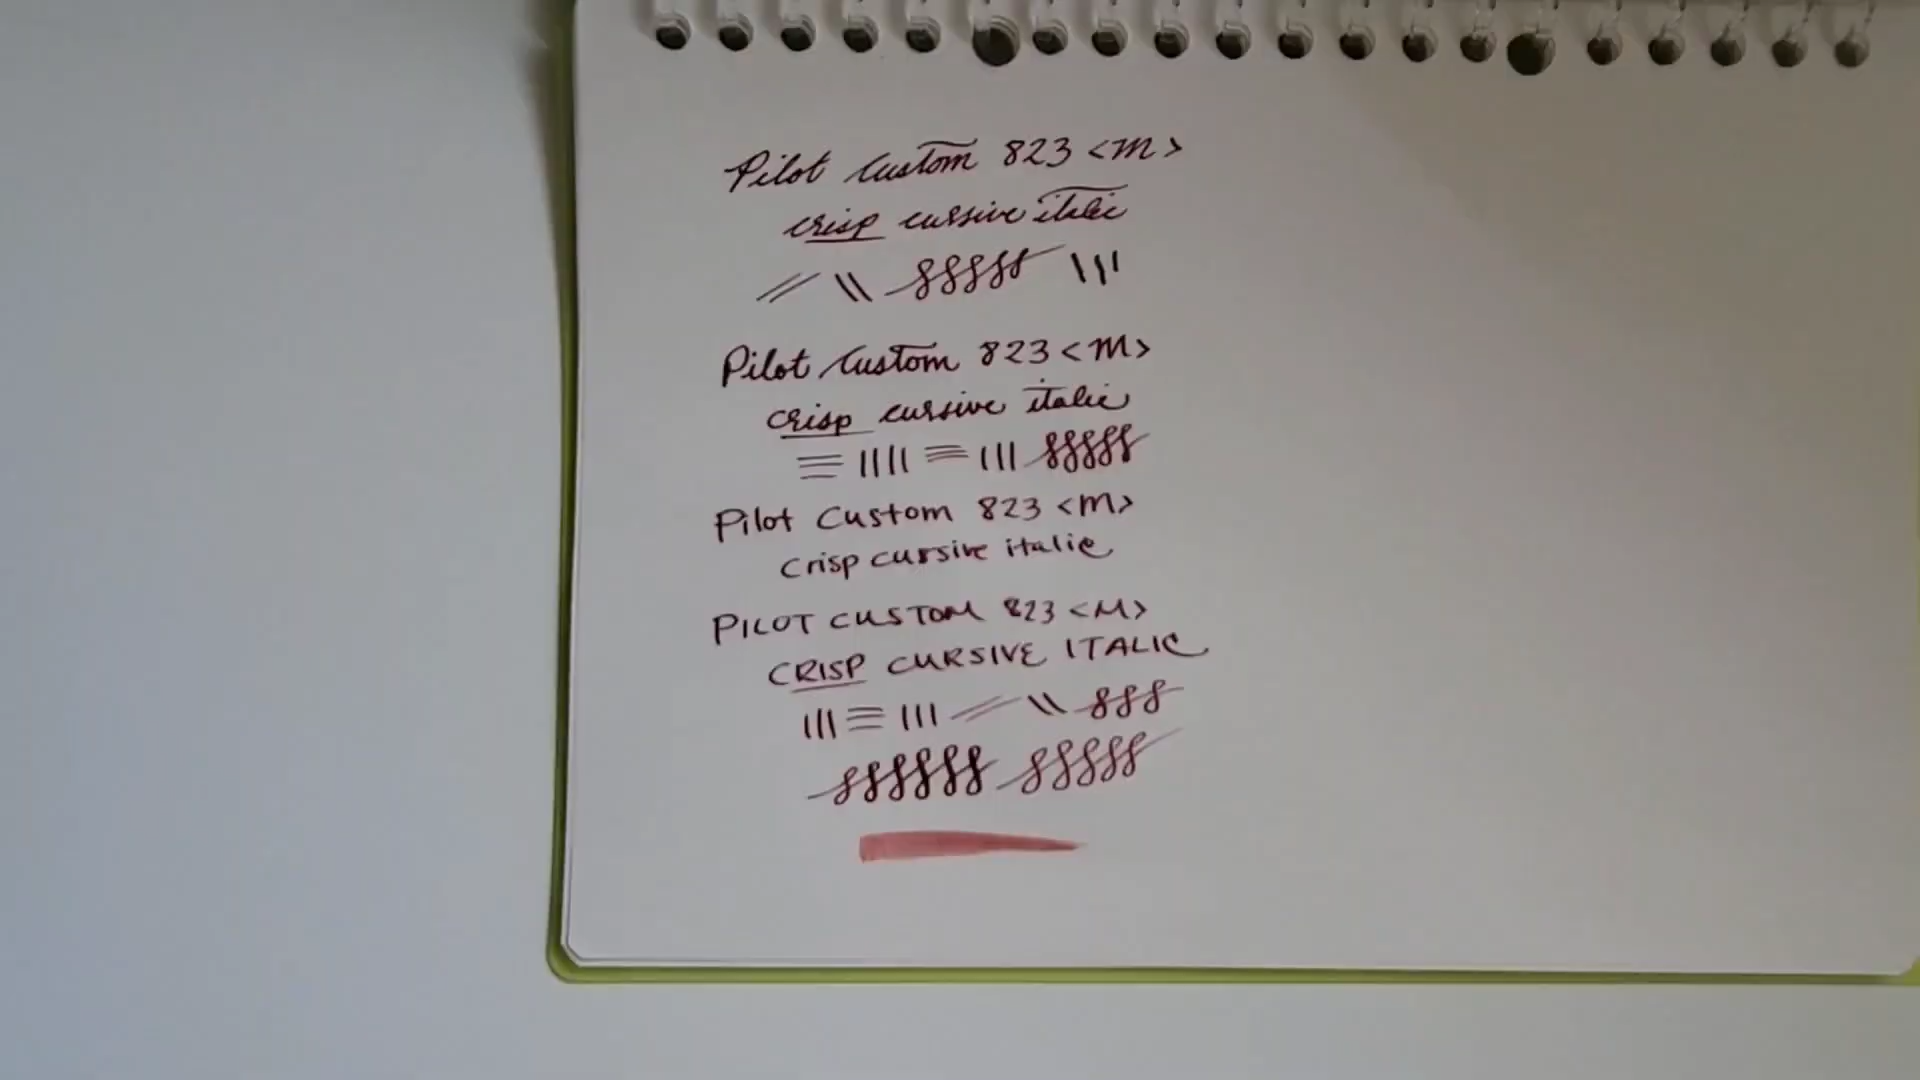 Pilot Custom 823 <M>
crisp cursive italic
Pilot Custom 823 <M>
crisp cursive italic
Pilot Custom 823 <M>
Crisp cursive italic
PILOT CUSTOM 823 <M>
CRISP CURSIVE ITALIC